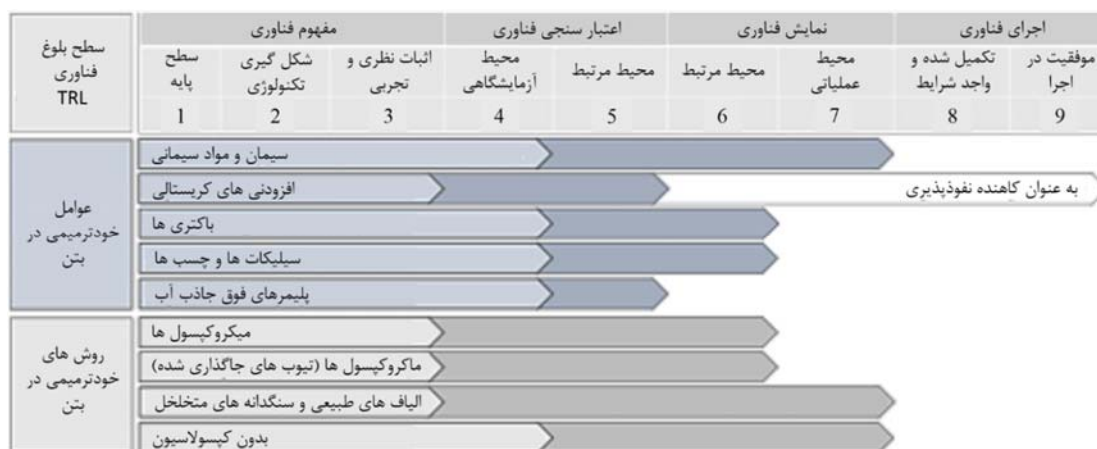 سطح بلوغ
فناوری
TRL
مفهوم فناوری
اعتبار سنجی فناوری
نمایش فناوری
اجرای فناوری
سطح
پایه
شکل گیری
تکنولوژی
اثبات نظری و
تجربی
محیط
آزمایشگاهی
محیط مرتبط
محیط مرتبط
محیط
عملیاتی
تکمیل شده و
واجد شرایط
موفقیت در
اجرا
1 2 3 4 5 6 7 8 9
عوامل
خودترمیمی در
بتن
سیمان و مواد سیمانی
افزودنی های کریستالی
به عنوان کاهنده نفوذپذیری
باکتری ها
سیلیکات ها و چسب ها
پلیمرهای فوق جاذب آب
روش های
خودترمیمی در
بتن
میکروکپسول ها
ماکروکپسول ها (تیوب های جاگذاری شده)
الیاف های طبیعی و سنگدانه های متخلخل
بدون کپسولاسیون